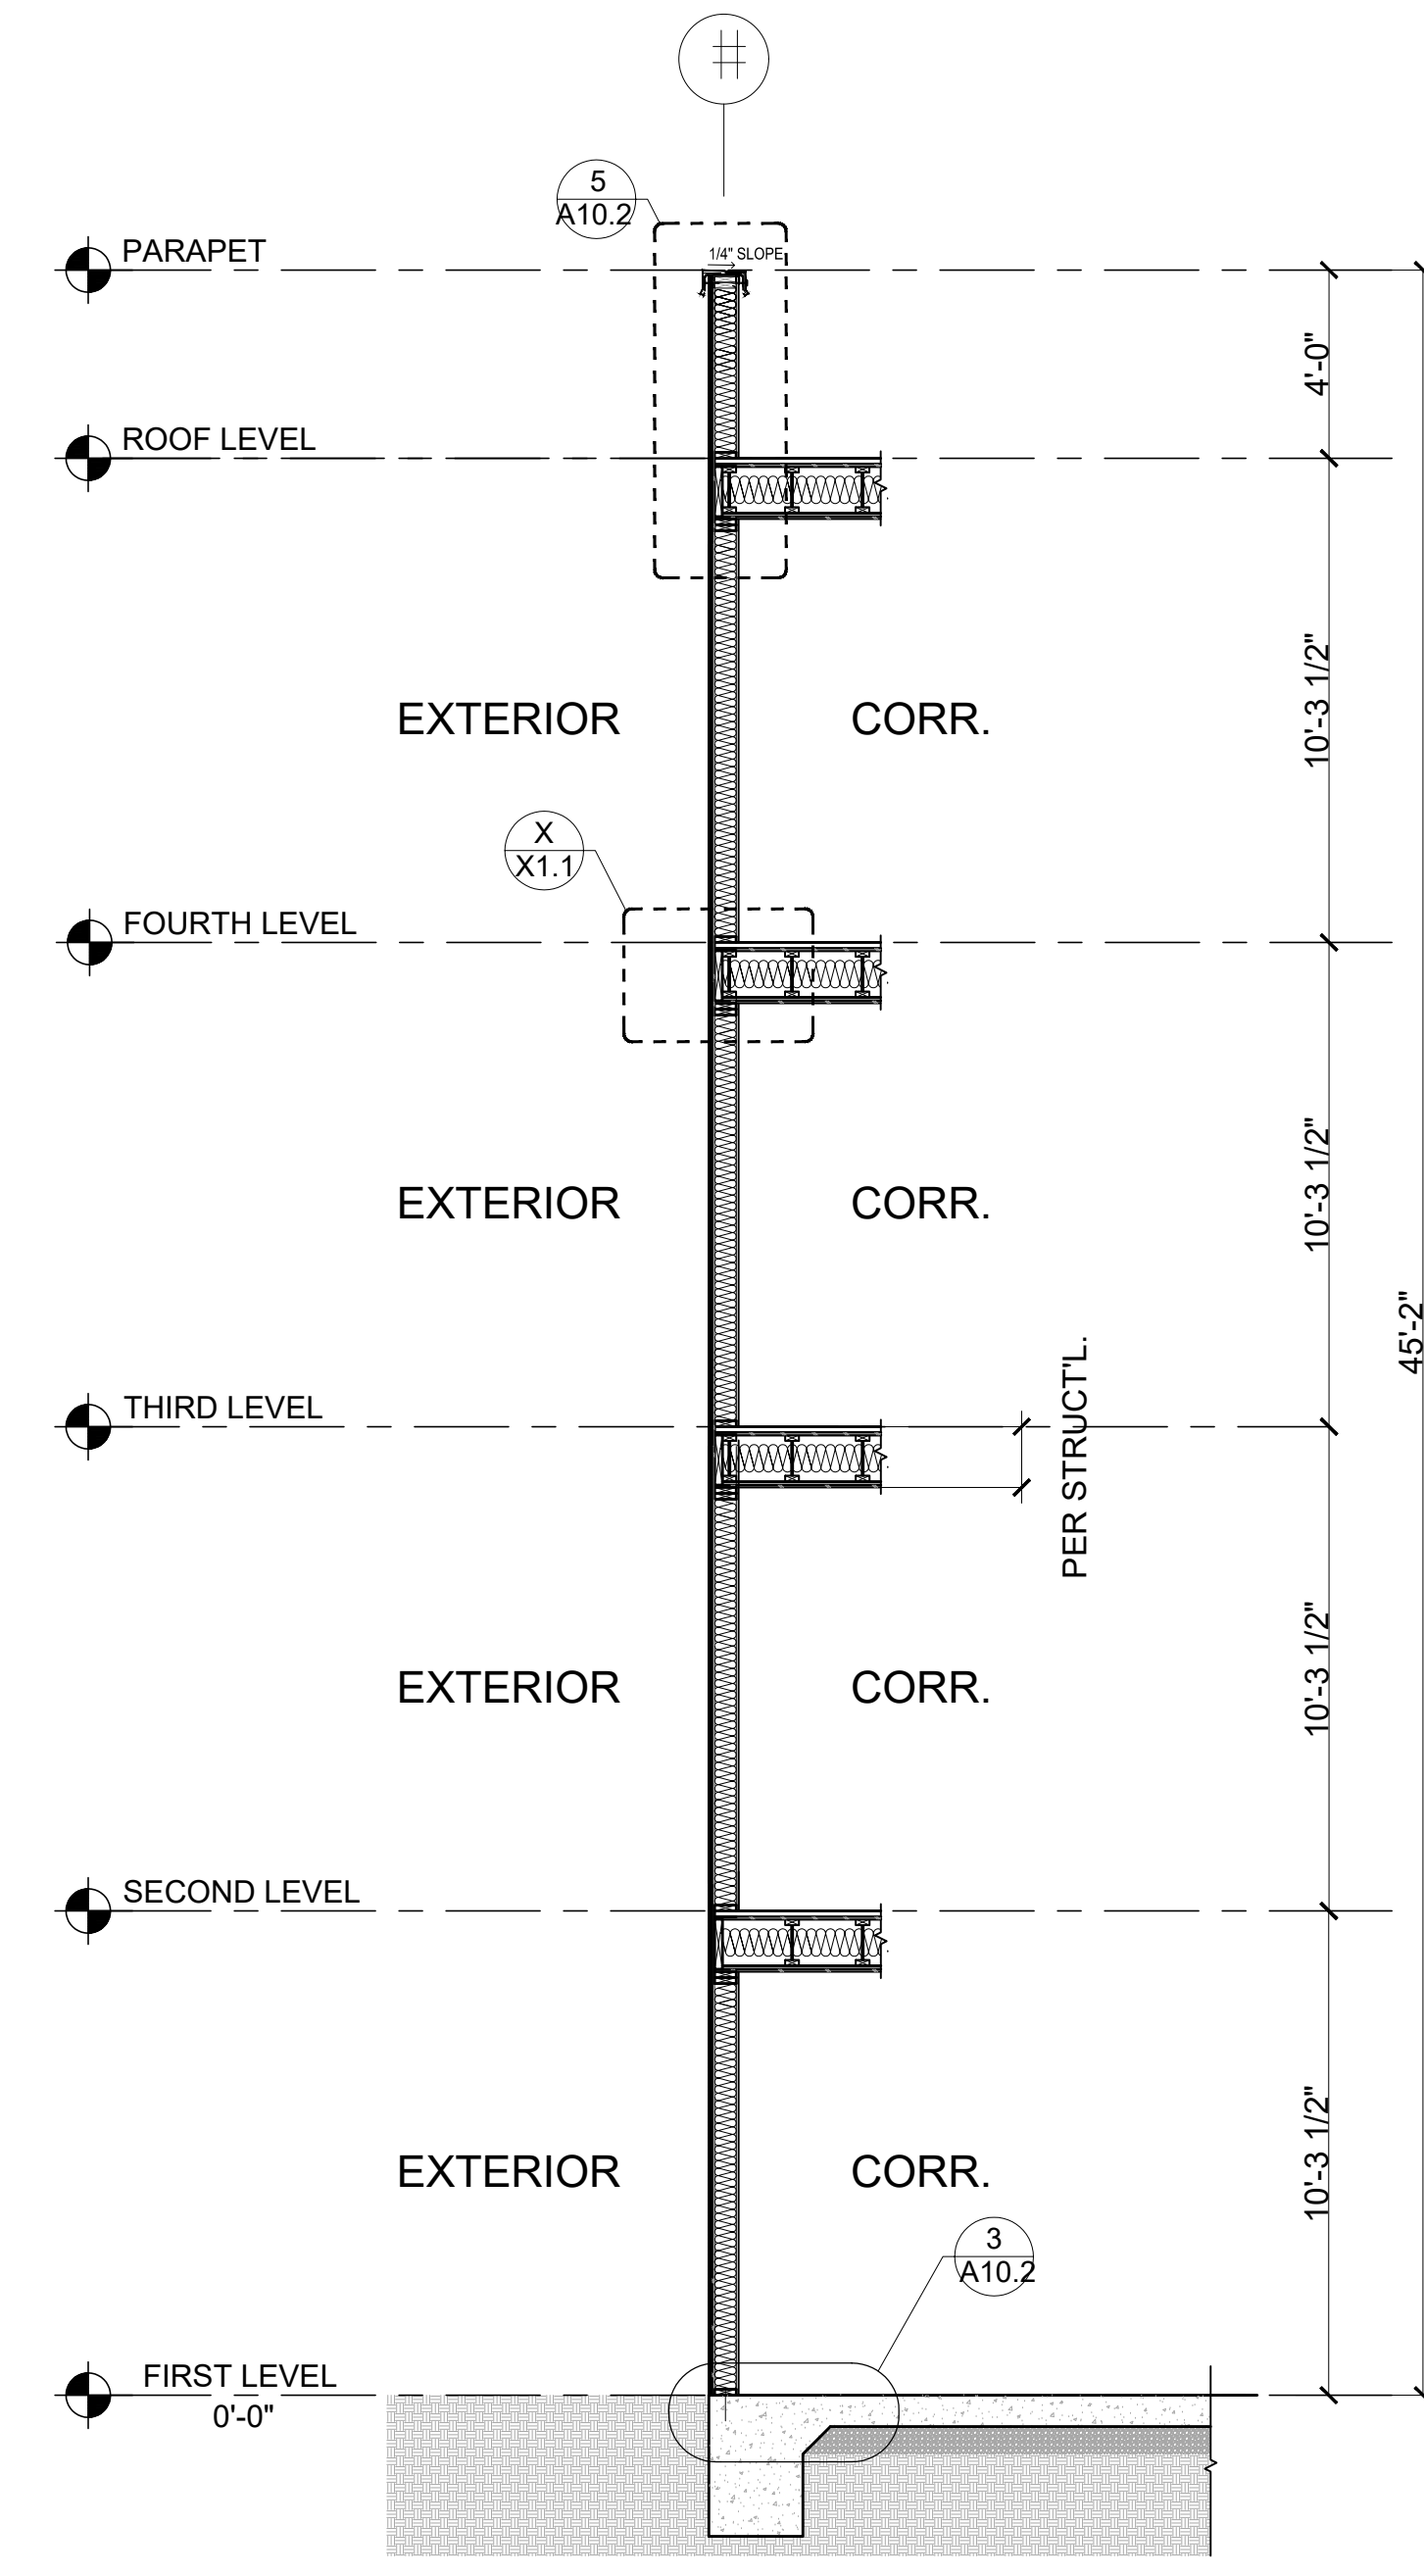 #
5
A10.2
PARAPET
1/4" SLOPE
4'-0"
ROOF LEVEL
10'-3 1/2"
EXTERIOR
CORR.
X
X1.1
FOURTH LEVEL
10'-3 1/2"
EXTERIOR
CORR.
45'-2"
PER STRUCT'L.
THIRD LEVEL
10'-3 1/2"
EXTERIOR
CORR.
SECOND LEVEL
10'-3 1/2"
EXTERIOR
CORR.
3
A10.2
FIRST LEVEL
0'-0"